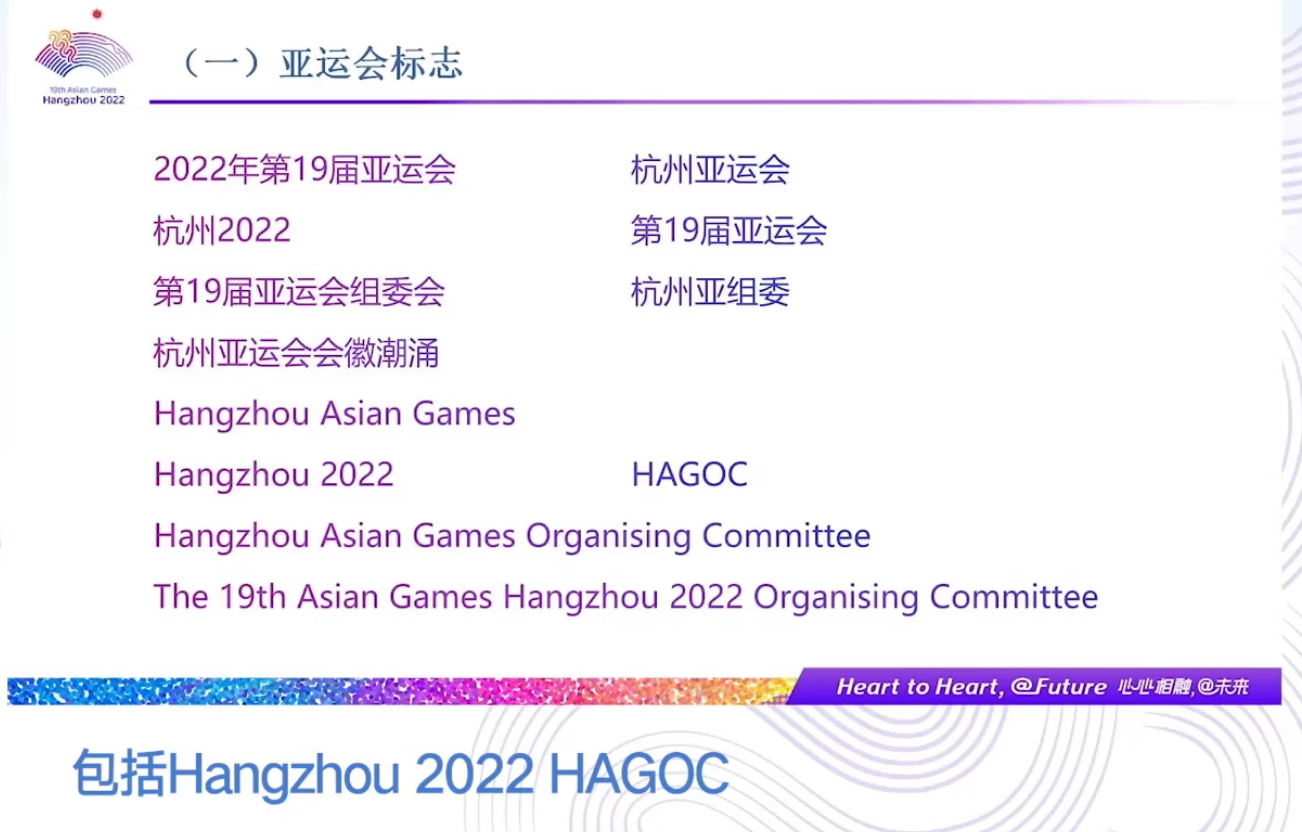 19th Asian Games
Hangzhou 2022
（一）亚运会标志
2022年第19届亚运会 杭州亚运会
杭州2022 第19届亚运会
第19届亚运会组委会 杭州亚组委
杭州亚运会会徽潮涌
Hangzhou Asian Games
Hangzhou 2022 HAGOC
Hangzhou Asian Games Organising Committee
The 19th Asian Games Hangzhou 2022 Organising Committee
Heart to Heart, @Future 心心相融,@未来
包括Hangzhou 2022 HAGOC